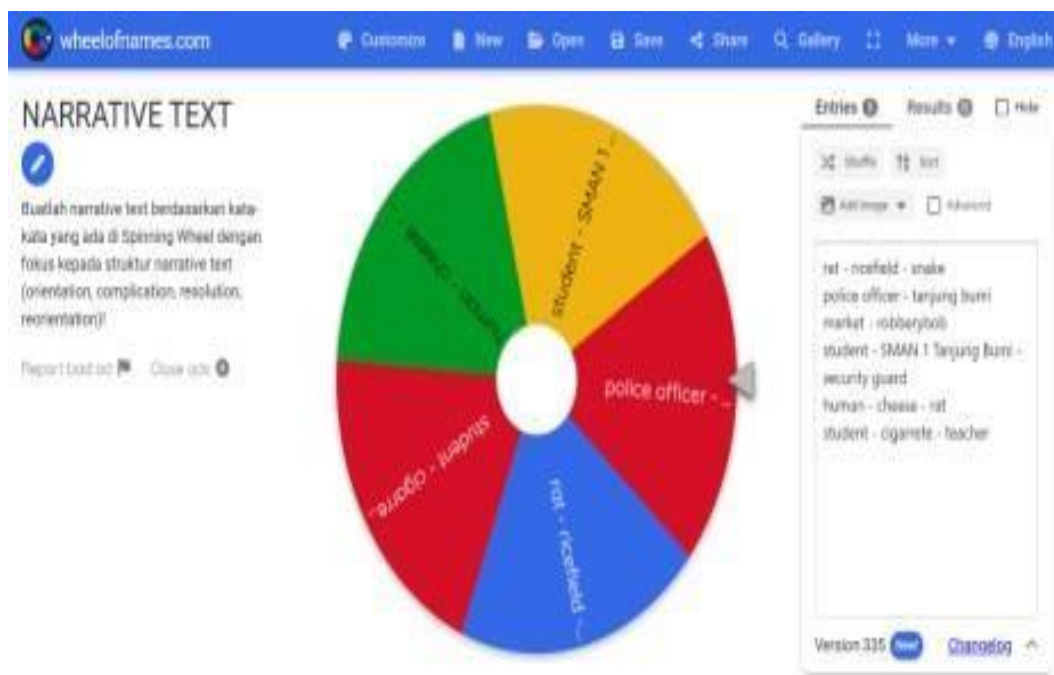 wheelofnames.com
Customize New Open Save Share Gallery More English
NARRATIVE TEXT
Buatlah narrative text berdasarkan kata-
kata yang ada di Spinning Wheel dengan
fokus kepada struktur narrative text
(orientation, complication, resolution,
reorientation)!
Report bad ad Close ads
student - SMAN 1 ...
police officer - ...
rat - ricefield -...
student - cigarre...
human - cheese -
Entries Results Hide
Shuffle Sort
Add image Advanced
rat - ricefield - snake
police officer - tanjung bumi
market - robberybob
student - SMAN 1 Tanjung Bumi -
security guard
human - cheese - rat
student - cigarrete - teacher
Version 335 New! Changelog